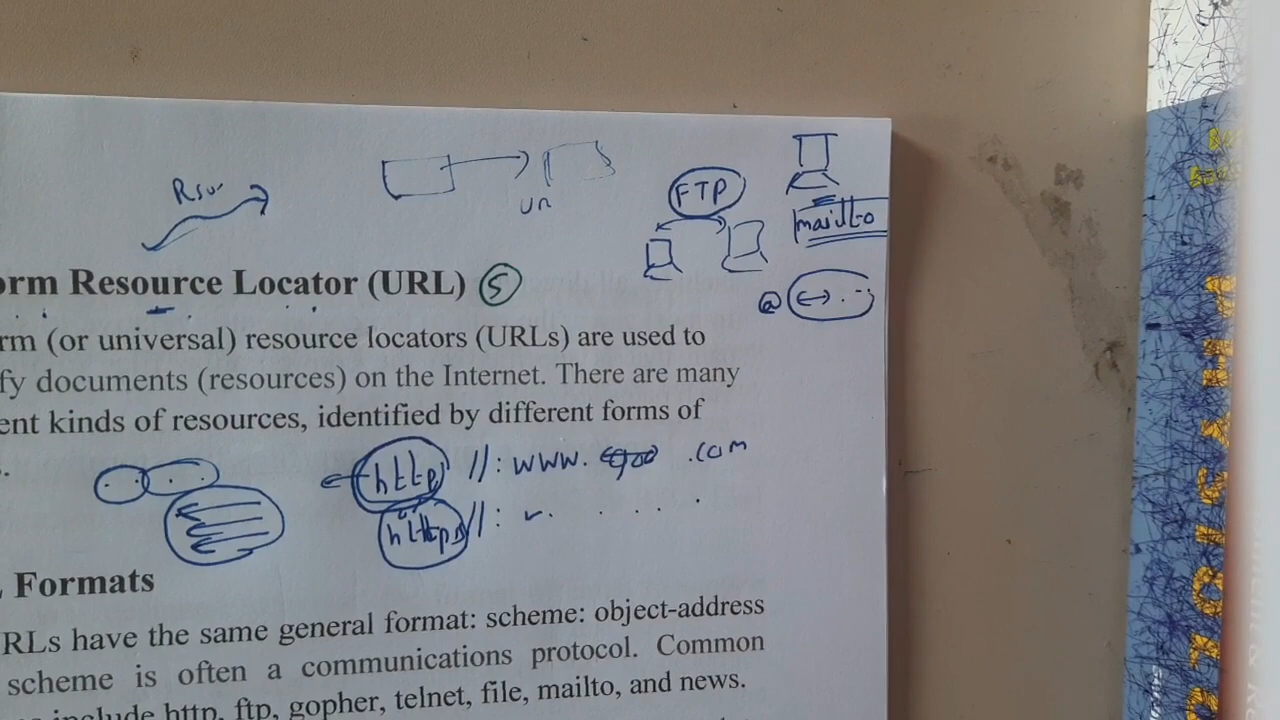 FTP
mailto
@
orm Resource Locator (URL) 5
rm (or universal) resource locators (URLs) are used to
fy documents (resources) on the Internet. There are many
ent kinds of resources, identified by different forms of
http //: www. .com
https //:
Formats
RLs have the same general format: scheme: object-address
scheme is often a communications protocol. Common
include http, ftp, gopher, telnet, file, mailto, and news.